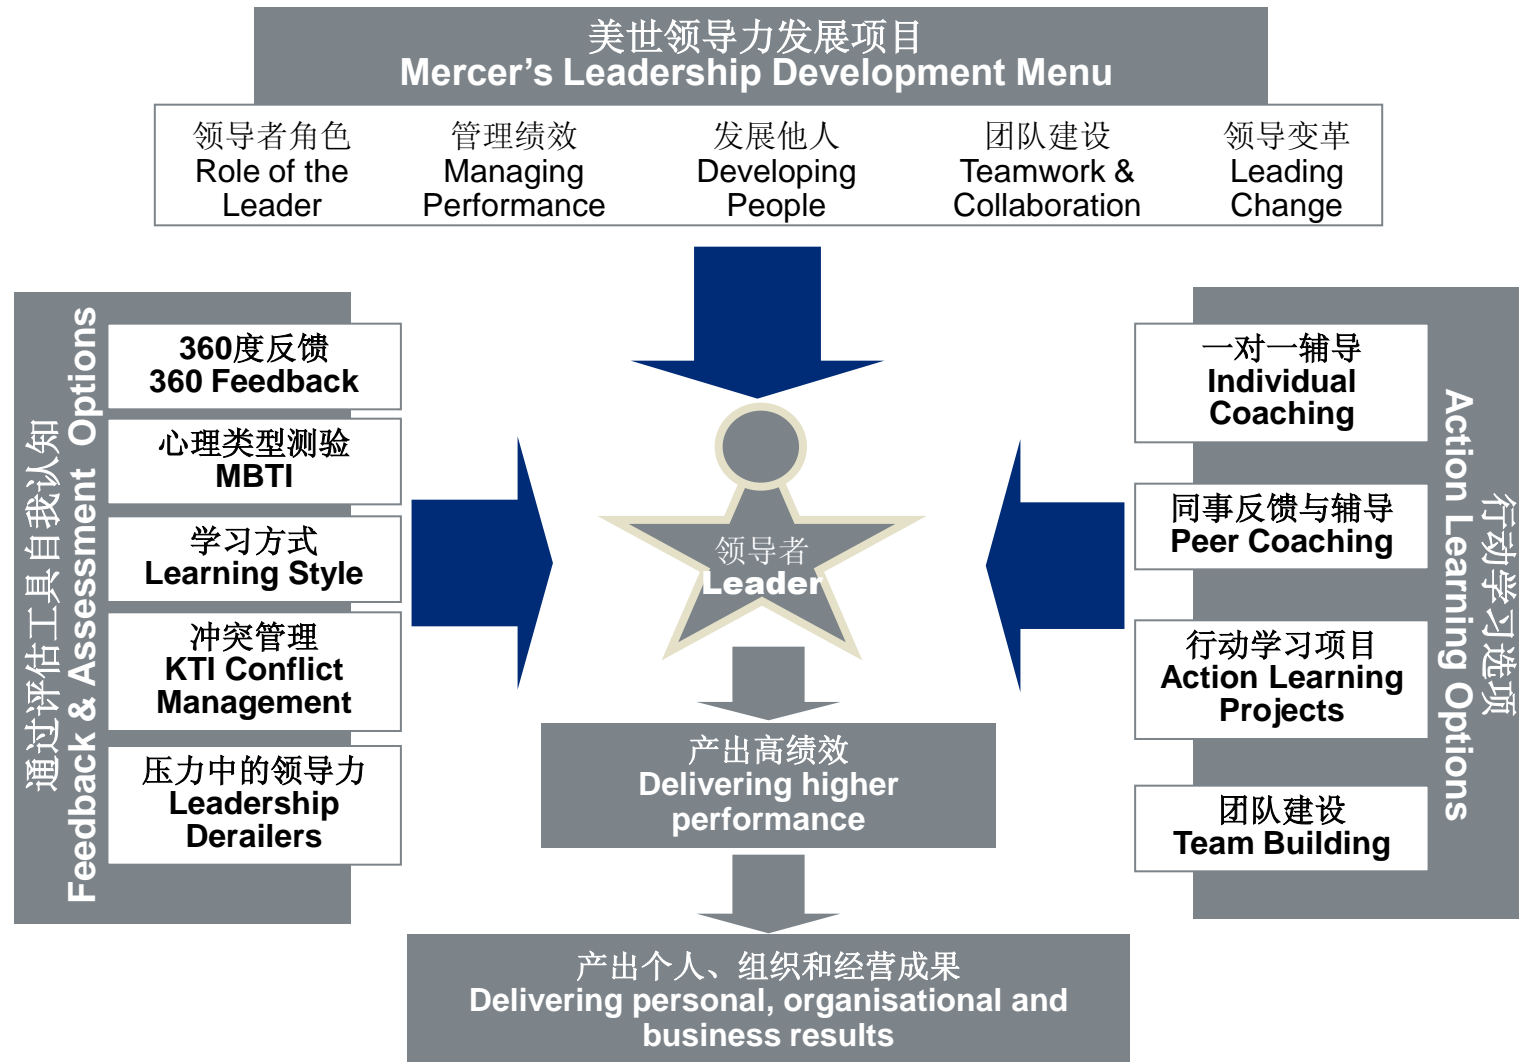 美世领导力发展项目
Mercer’s Leadership Development Menu
领导者角色
Role of the
Leader
管理绩效
Managing
Performance
发展他人
Developing
People
团队建设
Teamwork &
Collaboration
领导变革
Leading
Change
通过评估工具自我认知
Feedback & Assessment Options
360度反馈
360 Feedback
心理类型测验
MBTI
学习方式
Learning Style
冲突管理
KTI Conflict
Management
压力中的领导力
Leadership
Derailers
领导者
Leader
产出高绩效
Delivering higher
performance
产出个人、组织和经营成果
Delivering personal, organisational and
business results
一对一辅导
Individual
Coaching
同事反馈与辅导
Peer Coaching
行动学习项目
Action Learning
Projects
团队建设
Team Building
行动学习选项
Action Learning Options